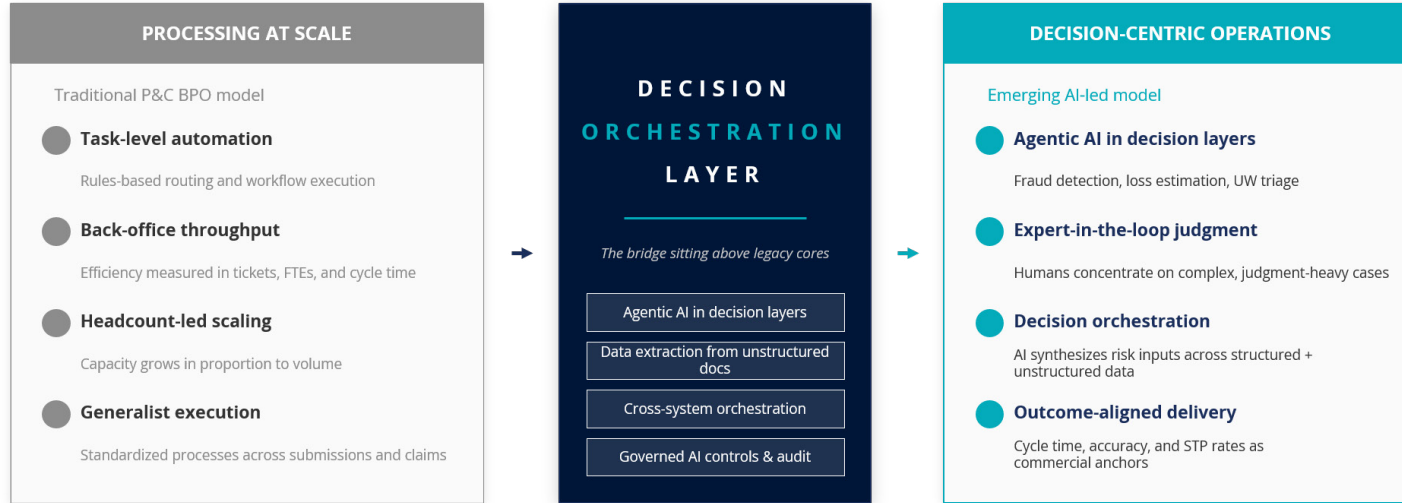 PROCESSING AT SCALE
Traditional P&C BPO model
Task-level automation
Rules-based routing and workflow execution
Back-office throughput
Efficiency measured in tickets, FTEs, and cycle time
Headcount-led scaling
Capacity grows in proportion to volume
Generalist execution
Standardized processes across submissions and claims
DECISION
ORCHESTRATION
LAYER
The bridge sitting above legacy cores
Agentic AI in decision layers
Data extraction from unstructured
docs
Cross-system orchestration
Governed AI controls & audit
DECISION-CENTRIC OPERATIONS
Emerging AI-led model
Agentic AI in decision layers
Fraud detection, loss estimation, UW triage
Expert-in-the-loop judgment
Humans concentrate on complex, judgment-heavy cases
Decision orchestration
AI synthesizes risk inputs across structured +
unstructured data
Outcome-aligned delivery
Cycle time, accuracy, and STP rates as
commercial anchors